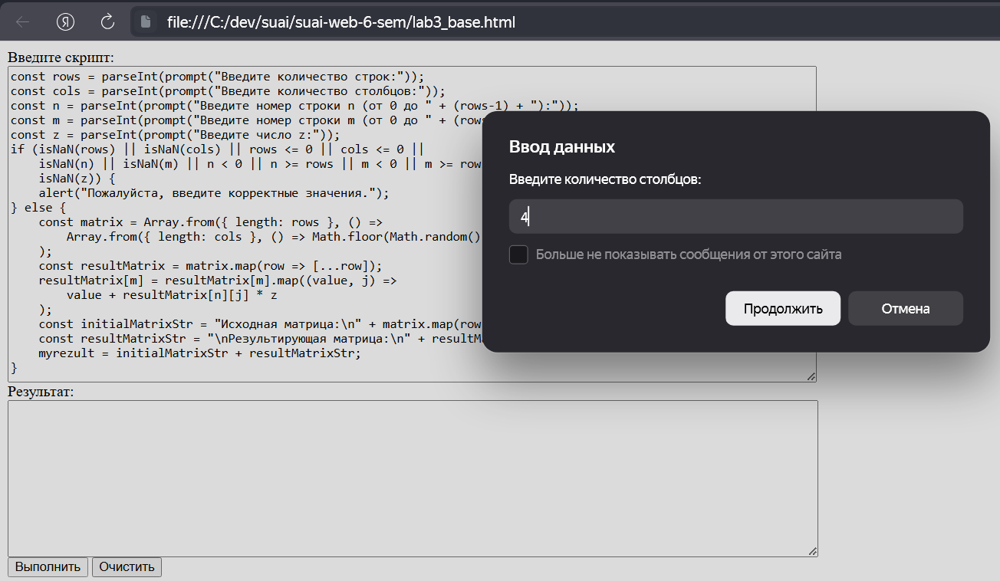 Я
file:///C:/dev/suai/suai-web-6-sem/lab3_base.html
Введите скрипт:
const rows = parseInt(prompt("Введите количество строк:"));
const cols = parseInt(prompt("Введите количество столбцов:"));
const n = parseInt(prompt("Введите номер строки n (от 0 до " + (rows-1) + "):"));
const m = parseInt(prompt("Введите номер строки m (от 0 до " + (rows
const z = parseInt(prompt("Введите число z:"));
if (isNaN(rows) || isNaN(cols) || rows <= 0 || cols <= 0 ||
    isNaN(n) || isNaN(m) || n < 0 || n >= rows || m < 0 || m >= row
    isNaN(z)) {
    alert("Пожалуйста, введите корректные значения.");
} else {
    const matrix = Array.from({ length: rows }, () =>
        Array.from({ length: cols }, () => Math.floor(Math.random()
    );
    const resultMatrix = matrix.map(row => [...row]);
    resultMatrix[m] = resultMatrix[m].map((value, j) =>
        value + resultMatrix[n][j] * z
    );
    const initialMatrixStr = "Исходная матрица:\n" + matrix.map(row
    const resultMatrixStr = "\nРезультирующая матрица:\n" + resultM
    myrezult = initialMatrixStr + resultMatrixStr;
}
Ввод данных
Введите количество столбцов:
4
Больше не показывать сообщения от этого сайта
Продолжить
Отмена
Результат:
Выполнить
Очистить